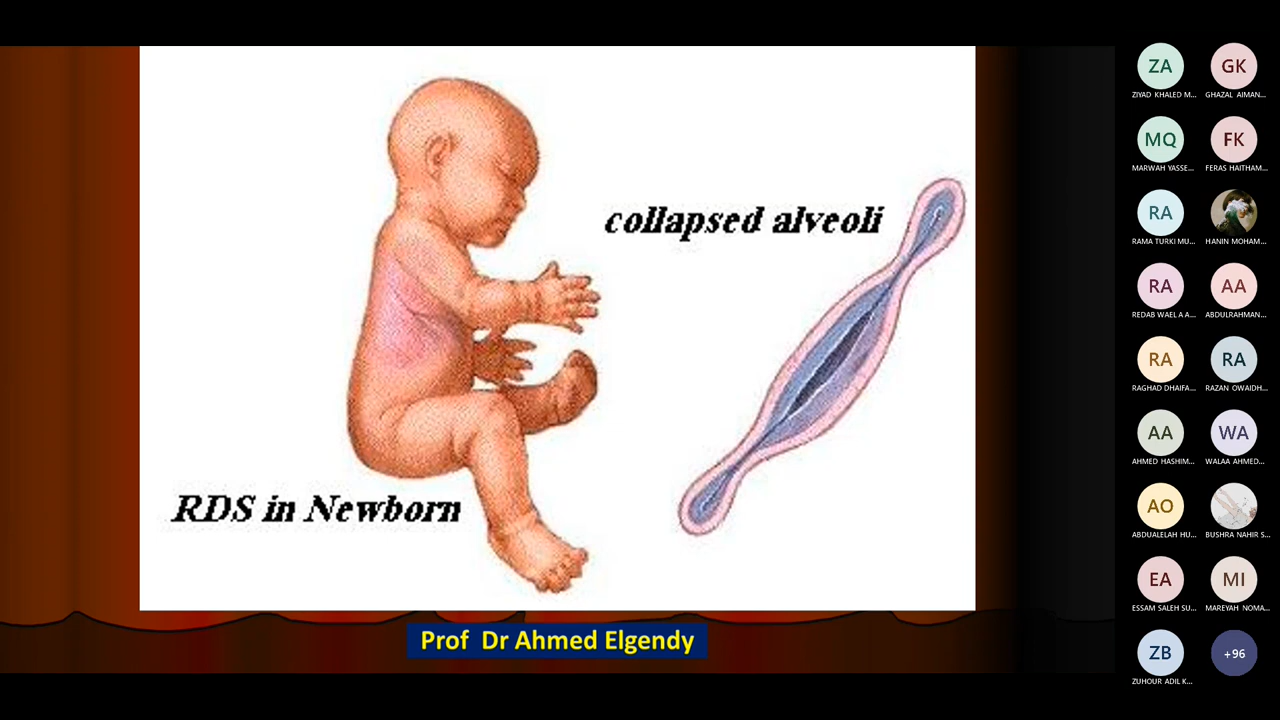 collapsed alveoli
RDS in Newborn
Prof Dr Ahmed Elgendy
ZA GK
ZIYAD KHALED M... GHAZAL AIMAN...
MQ FK
MARWAH YASSE... FERAS HAITHAM...
RA
RAMA TURKI MU... HANIN MOHAM...
RA AA
REDAB WAEL A A... ABDULRAHMAN...
RA RA
RAGHAD DHAIFA... RAZAN OWAIDH...
AA WA
AHMED HASHIM... WALAA AHMED...
AO
ABDUALELAH HU... BUSHRA NAHIR S...
EA MI
ESSAM SALEH SU... MAREYAH NOMA...
ZB +96
ZUHOUR ADIL K...